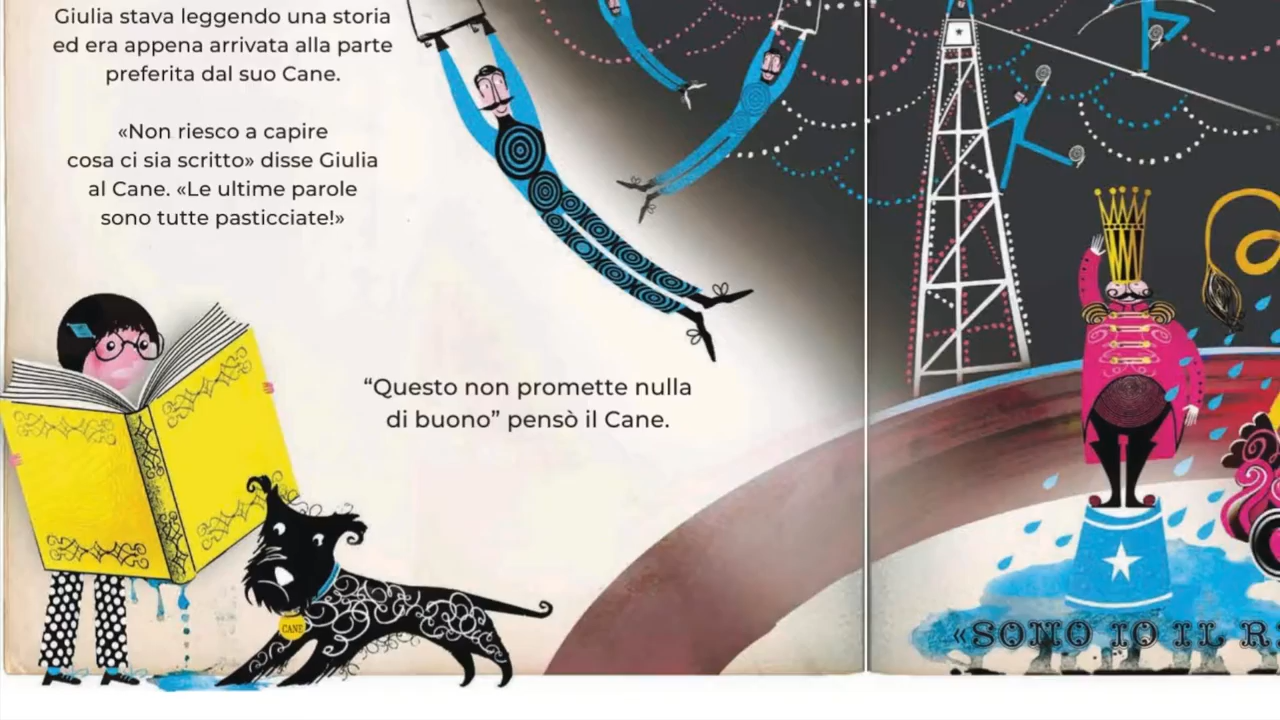 Giulia stava leggendo una storia
ed era appena arrivata alla parte
preferita dal suo Cane.
«Non riesco a capire
cosa ci sia scritto» disse Giulia
al Cane. «Le ultime parole
sono tutte pasticciate!»
“Questo non promette nulla
di buono” pensò il Cane.
CANE
«SONO IO IL R